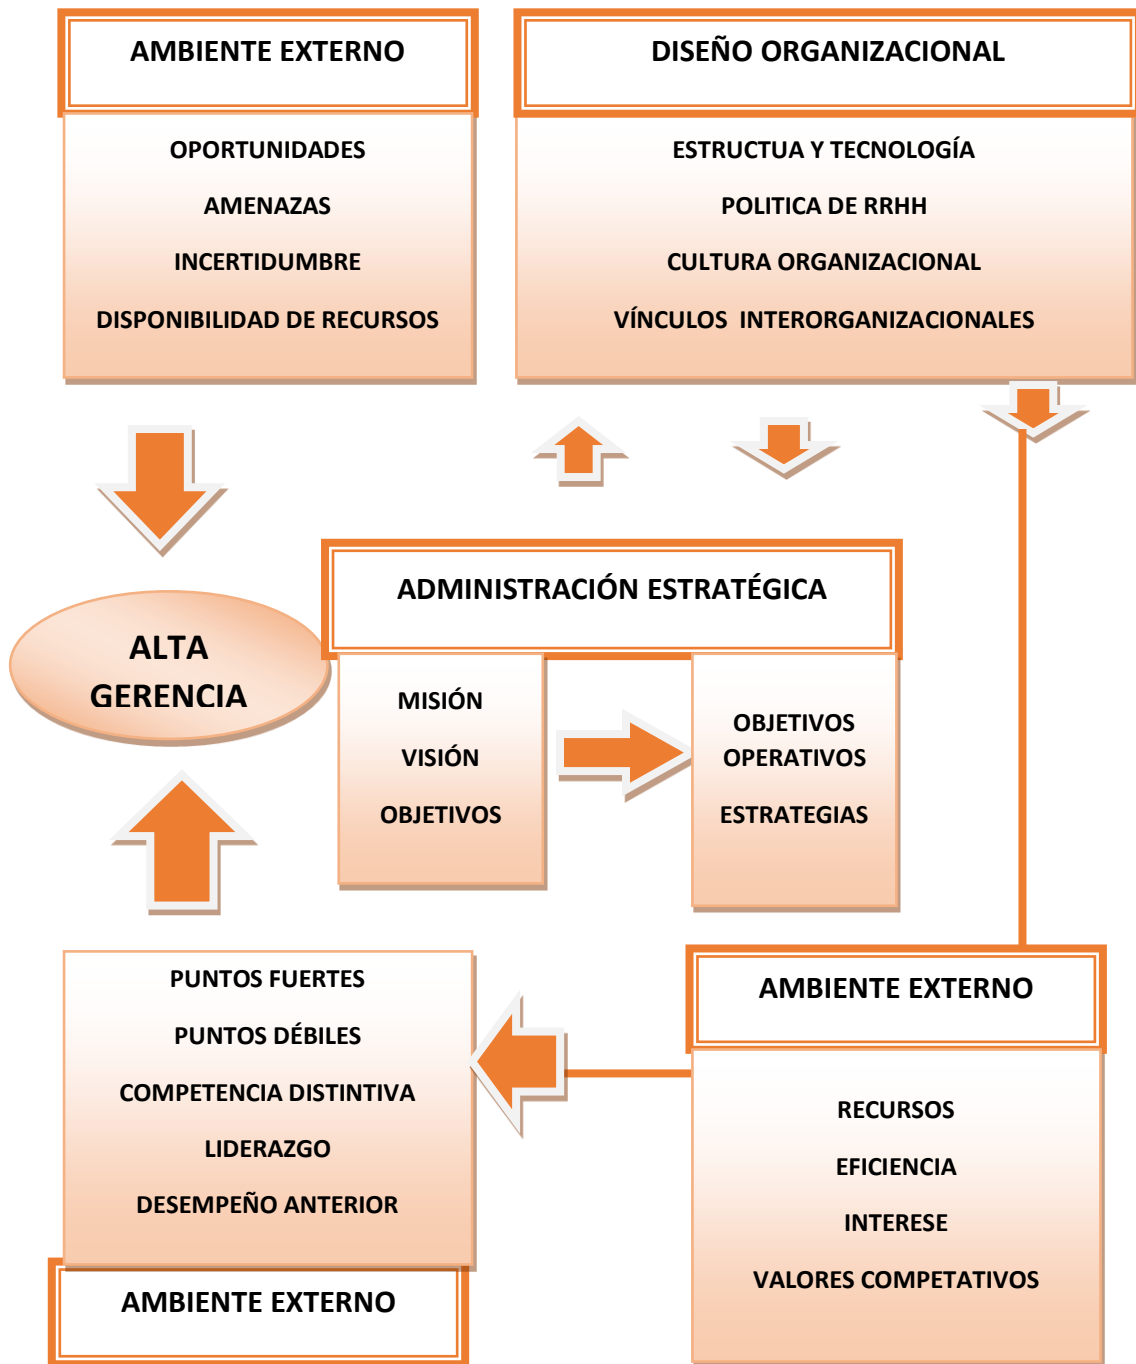 AMBIENTE EXTERNO
OPORTUNIDADES
AMENAZAS
INCERTIDUMBRE
DISPONIBILIDAD DE RECURSOS
DISEÑO ORGANIZACIONAL
ESTRUCTUA Y TECNOLOGÍA
POLITICA DE RRHH
CULTURA ORGANIZACIONAL
VÍNCULOS INTERORGANIZACIONALES
ALTA
GERENCIA
ADMINISTRACIÓN ESTRATÉGICA
MISIÓN
VISIÓN
OBJETIVOS
OBJETIVOS
OPERATIVOS
ESTRATEGIAS
PUNTOS FUERTES
PUNTOS DÉBILES
COMPETENCIA DISTINTIVA
LIDERAZGO
DESEMPEÑO ANTERIOR
AMBIENTE EXTERNO
AMBIENTE EXTERNO
RECURSOS
EFICIENCIA
INTERESE
VALORES COMPETATIVOS